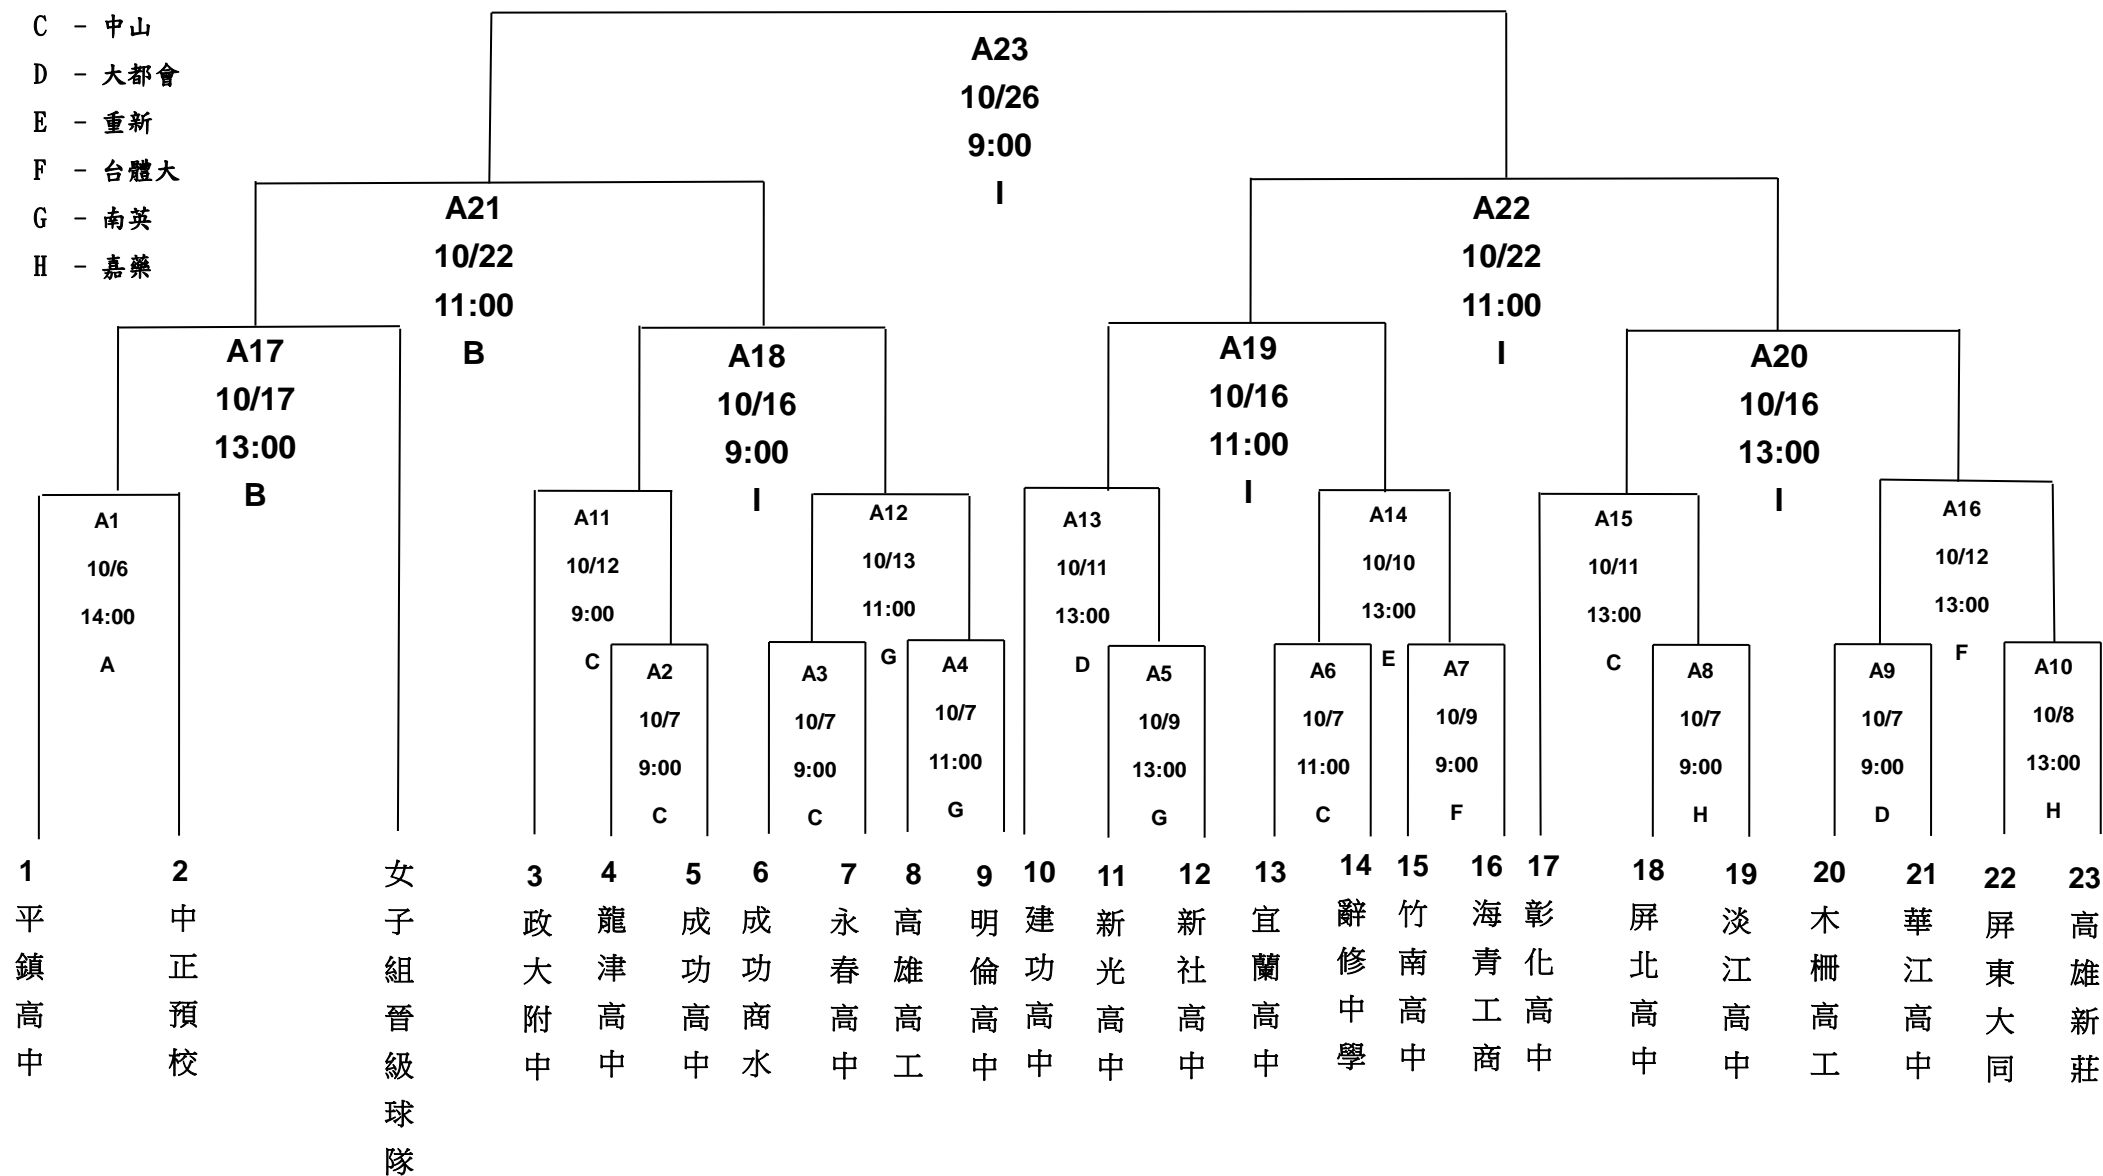 C - 中山
D - 大都會
E - 重新
F - 台體大
G - 南英
H - 嘉藥
A23
10/26
9:00
I
A21
10/22
11:00
B
A22
10/22
11:00
I
A17
10/17
13:00
B
A18
10/16
9:00
I
A19
10/16
11:00
I
A20
10/16
13:00
I
A1
10/6
14:00
A
A11
10/12
9:00
C
A12
10/13
11:00
G
A13
10/11
13:00
D
A14
10/10
13:00
E
A15
10/11
13:00
C
A16
10/12
13:00
F
A2
10/7
9:00
C
A3
10/7
9:00
C
A4
10/7
11:00
G
A5
10/9
13:00
G
A6
10/7
11:00
C
A7
10/9
9:00
F
A8
10/7
9:00
H
A9
10/7
9:00
D
A10
10/8
13:00
H
1 平鎮高中
2 中正預校
女子組晉級球隊
3 政大附中
4 龍津高中
5 成功高中
6 成功商水
7 永春高中
8 高雄高工
9 明倫高中
10 建功高中
11 新光高中
12 新社高中
13 宜蘭高中
14 辭修中學
15 竹南高中
16 海青工商
17 彰化高中
18 屏北高中
19 淡江高中
20 木柵高工
21 華江高中
22 屏東大同
23 高雄新莊